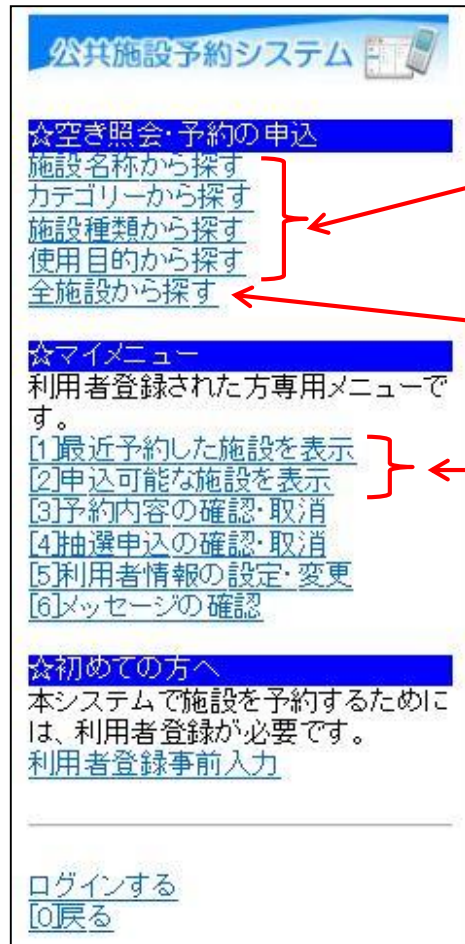 公共施設予約システム
☆空き照会・予約の申込
施設名称から探す
カテゴリーから探す
施設種類から探す
使用目的から探す
全施設から探す
☆マイメニュー
利用者登録された方専用メニューで
す。
[1]最近予約した施設を表示
[2]申込可能な施設を表示
[3]予約内容の確認・取消
[4]抽選申込の確認・取消
[5]利用者情報の設定・変更
[6]メッセージの確認
☆初めての方へ
本システムで施設を予約するために
は、利用者登録が必要です。
利用者登録事前入力
ログインする
[0]戻る